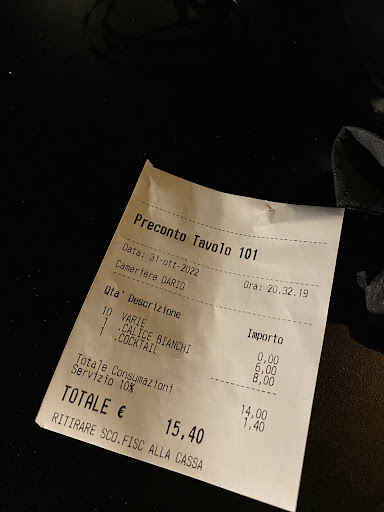 Preconto Tavolo 101
Data: 31-ott-2022 Ora: 20.32.19
Cameriere DARIO
Qta' Descrizione Importo
10 VARIE 0,00
1 .CALICE BIANCHI 6,00
1 .COCKTAIL 8,00
Totale Consumazioni 14,00
Servizio 10% 1,40
TOTALE € 15,40
RITIRARE SCO.FISC ALLA CASSA